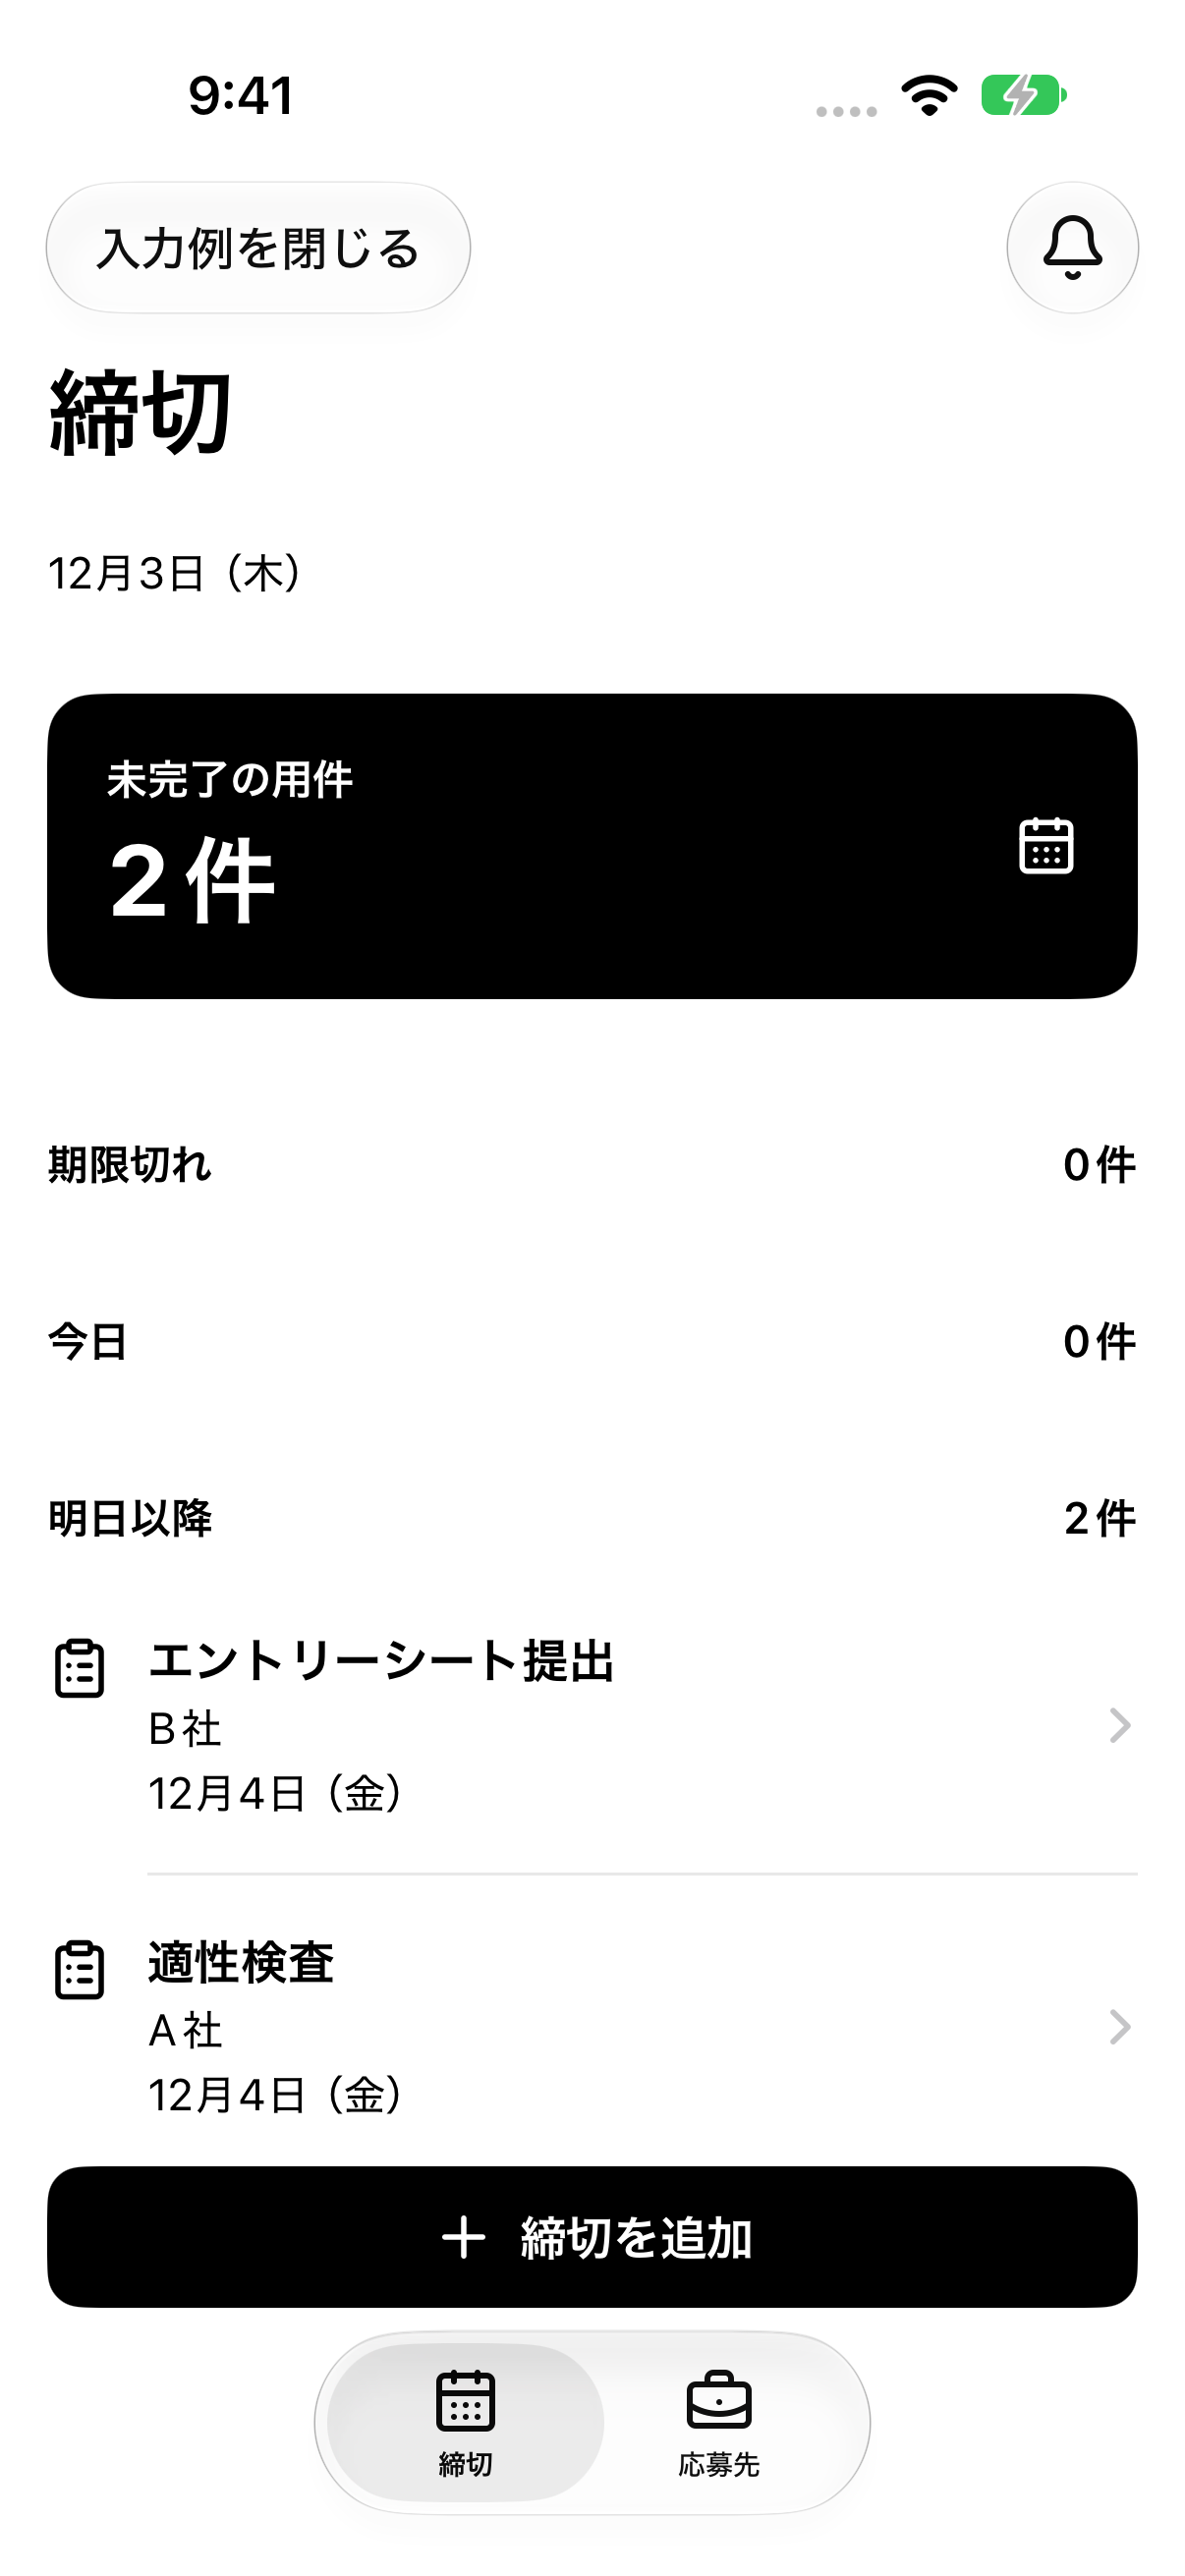 9:41
入力例を閉じる
締切
12月3日（木）
未完了の用件
2件
期限切れ 0件
今日 0件
明日以降 2件
エントリーシート提出
B社
12月4日（金）
適性検査
A社
12月4日（金）
締切を追加
締切 応募先